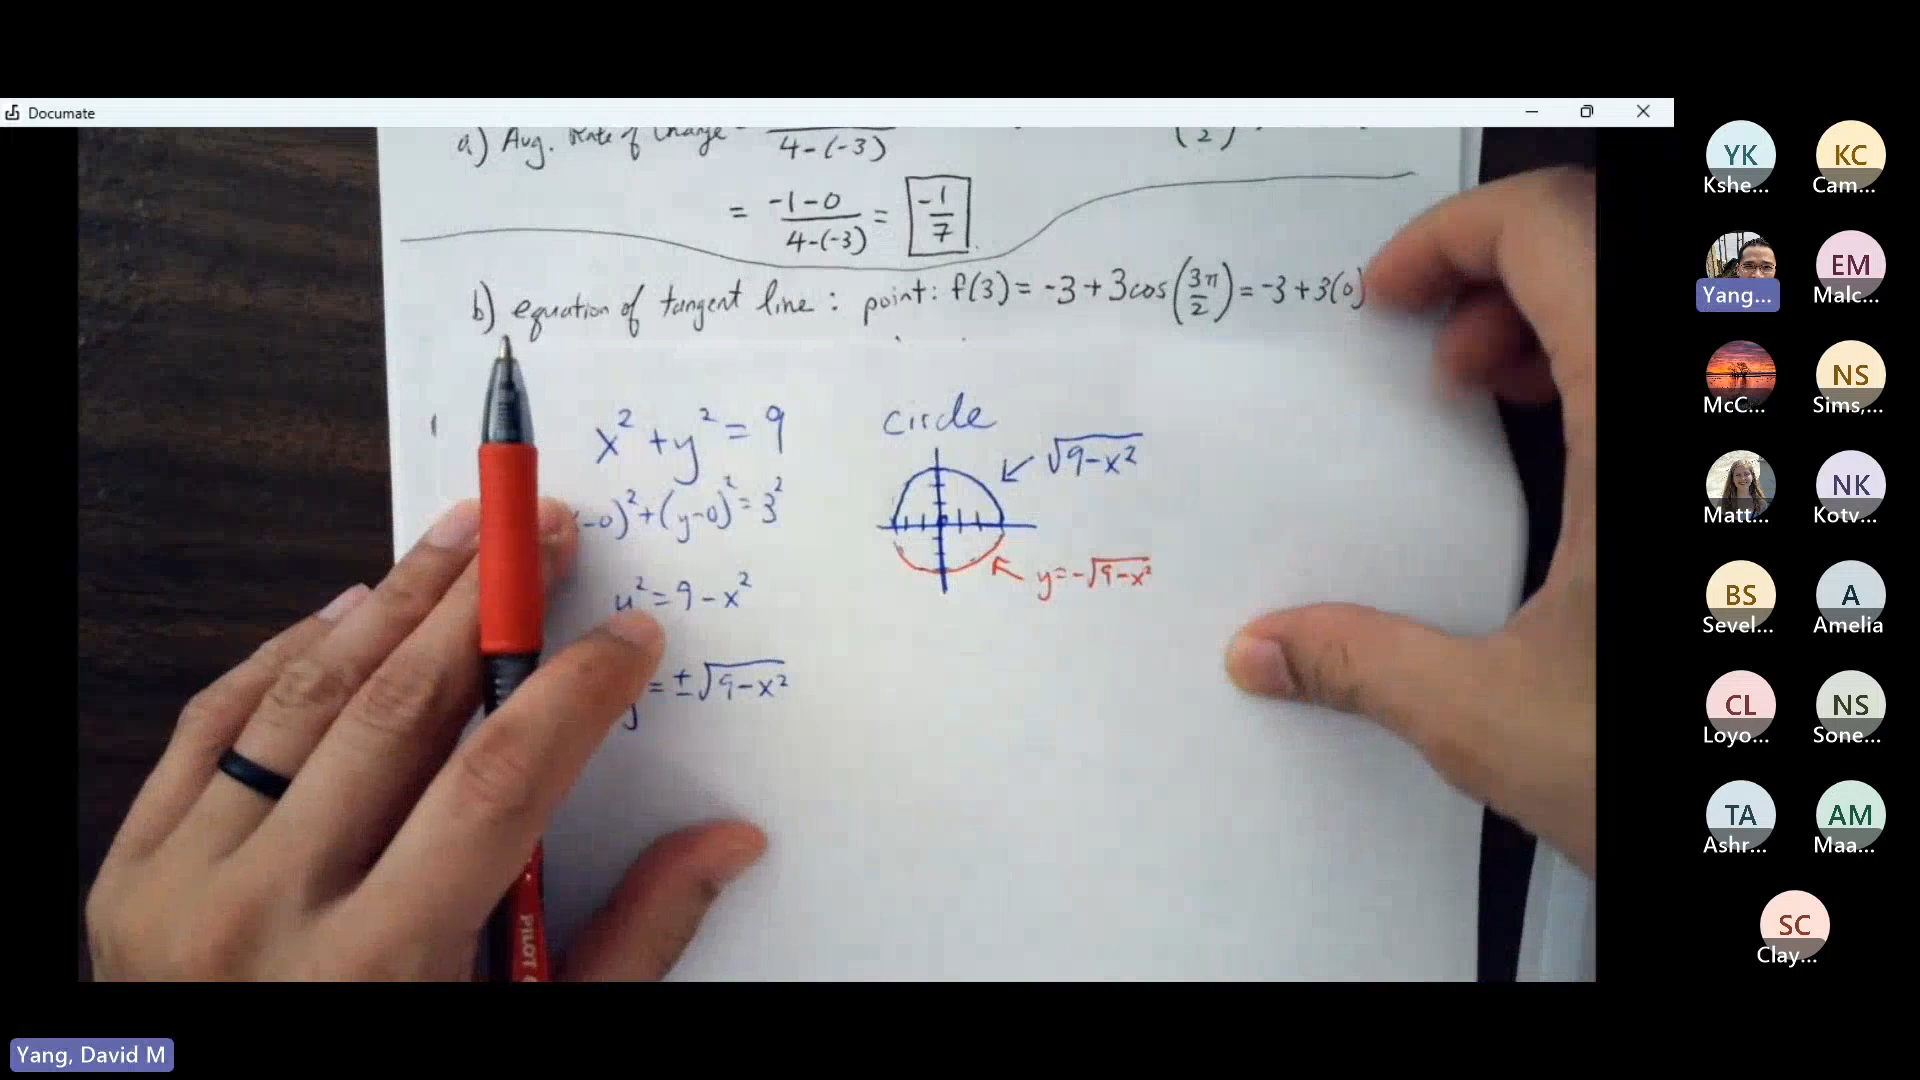 Documate
a) Avg. Rate of Change =
4-(-3)
(2)
= -1-0 / 4-(-3) = -1/7
b) equation of tangent line : point: f(3) = -3+3cos(3π/2) = -3+3(0)
x² + y² = 9
circle
√9-x²
-0)² + (y-0)² = 3²
y = -√9-x²
² = 9-x²
y = ±√9-x²
PILOT
YK
Kshe...
KC
Cam...
Yang...
EM
Malc...
McC...
NS
Sims,...
Matt...
NK
Kotv...
BS
Sevel...
A
Amelia
CL
Loyo...
NS
Sone...
TA
Ashr...
AM
Maa...
SC
Clay...
Yang, David M